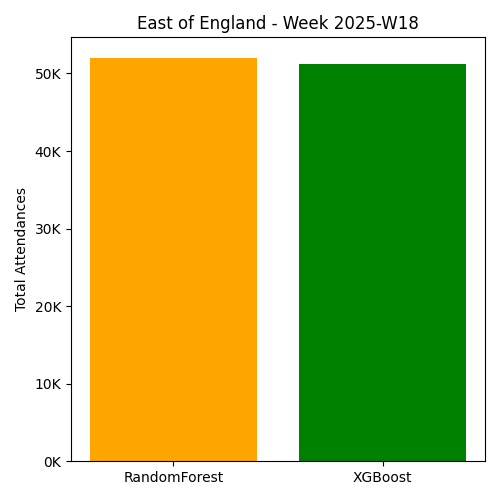 East of England - Week 2025-W18
Total Attendances
50K
40K
30K
20K
10K
0K
RandomForest
XGBoost